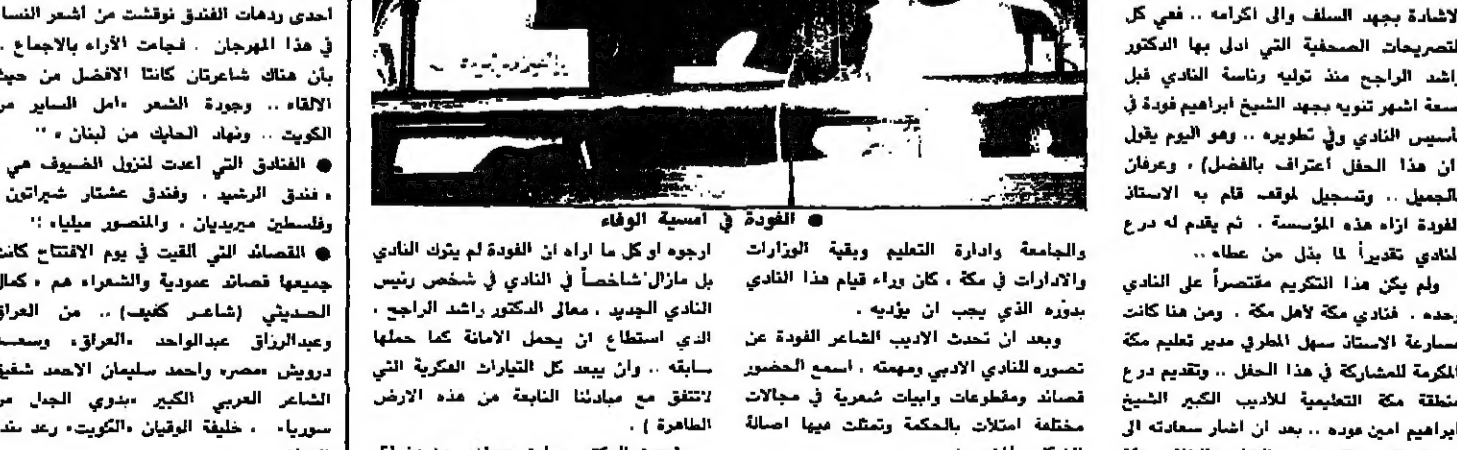 الاشادة بجهد السلف والى اكرامه .. ففي كل
التصريحات الصحفية التي ادلى بها الدكتور
راشد الراجح منذ توليه رئاسة النادي قبل
تسعة اشهر تنويه بجهد الشيخ ابراهيم فودة في
تأسيس النادي وفي تطويره .. وهو اليوم يقول
ان هذا الحفل اعتراف بالفضل) . وعرفان
بالجميل .. وتسجيل لموقف قام به الاستاذ
الفودة ازاء هذه المؤسسة . ثم يقدم له درع
النادي تقديراً لما بذل من عطاء ..
ولم يكن هذا التكريم مقتصراً على النادي
وحده . فنادي مكة لأهل مكة . ومن هنا كانت
مسارعة الاستاذ سهل المطرفي مدير تعليم مكة
المكرمة للمشاركة في هذا الحفل .. وتقديم درع
منطقة مكة التعليمية للأديب الكبير الشيخ
ابراهيم امين فوده .. بعد ان اشار سعادته الى
● الفودة في امسية الوفاء
والجامعة وادارة التعليم وبقية الوزارات
والادارات في مكة ، كان وراء قيام هذا النادي
بدوره الذي يجب ان يؤديه .
وبعد ان تحدث الاديب الشاعر الفودة عن
تصوره للنادي الادبي ومهمته . اسمع الحضور
قصائد ومقطوعات وابيات شعرية في مجالات
مختلفة امتلات بالحكمة وتمثلت فيها اصالة
ارجوه او كل ما اراه ان الفودة لم يترك النادي
بل مازال شاخصاً في النادي في شخص رئيس
النادي الجديد . معالي الدكتور راشد الراجح .
الذي استطاع ان يحمل الامانة كما حملها
سابقه .. وان يبعد كل التيارات الفكرية التي
لاتتفق مع مبادئنا النابعة من هذه الارض
الطاهرة ) .
احدى ردهات الفندق نوقشت من اشعر النسا
في هذا المهرجان . فجاءت الآراء بالاجماع .
بأن هناك شاعرتان كانتا الافضل من حيث
الالقاء .. وجودة الشعر «امل الساير من
الكويت .. ونهاد الحايك من لبنان » ..
● الفنادق التي اعدت لنزول الضيوف هي
« فندق الرشيد . وفندق عشتار شيراتون
وفلسطين ميريديان . والمنصور ميلياء !!
● القصائد التي القيت في يوم الافتتاح كانت
جميعها قصائد عمودية والشعراء هم « كمال
الحديثي (شاعر كفيف) .. من العراق
وعبدالرزاق عبدالواحد «العراق» وسعد
درويش «مصر» واحمد سليمان الاحمد شقيق
الشاعر العربي الكبير «بدوي الجبل من
سوريا» . خليفة الوقيان «الكويت» رعد بند